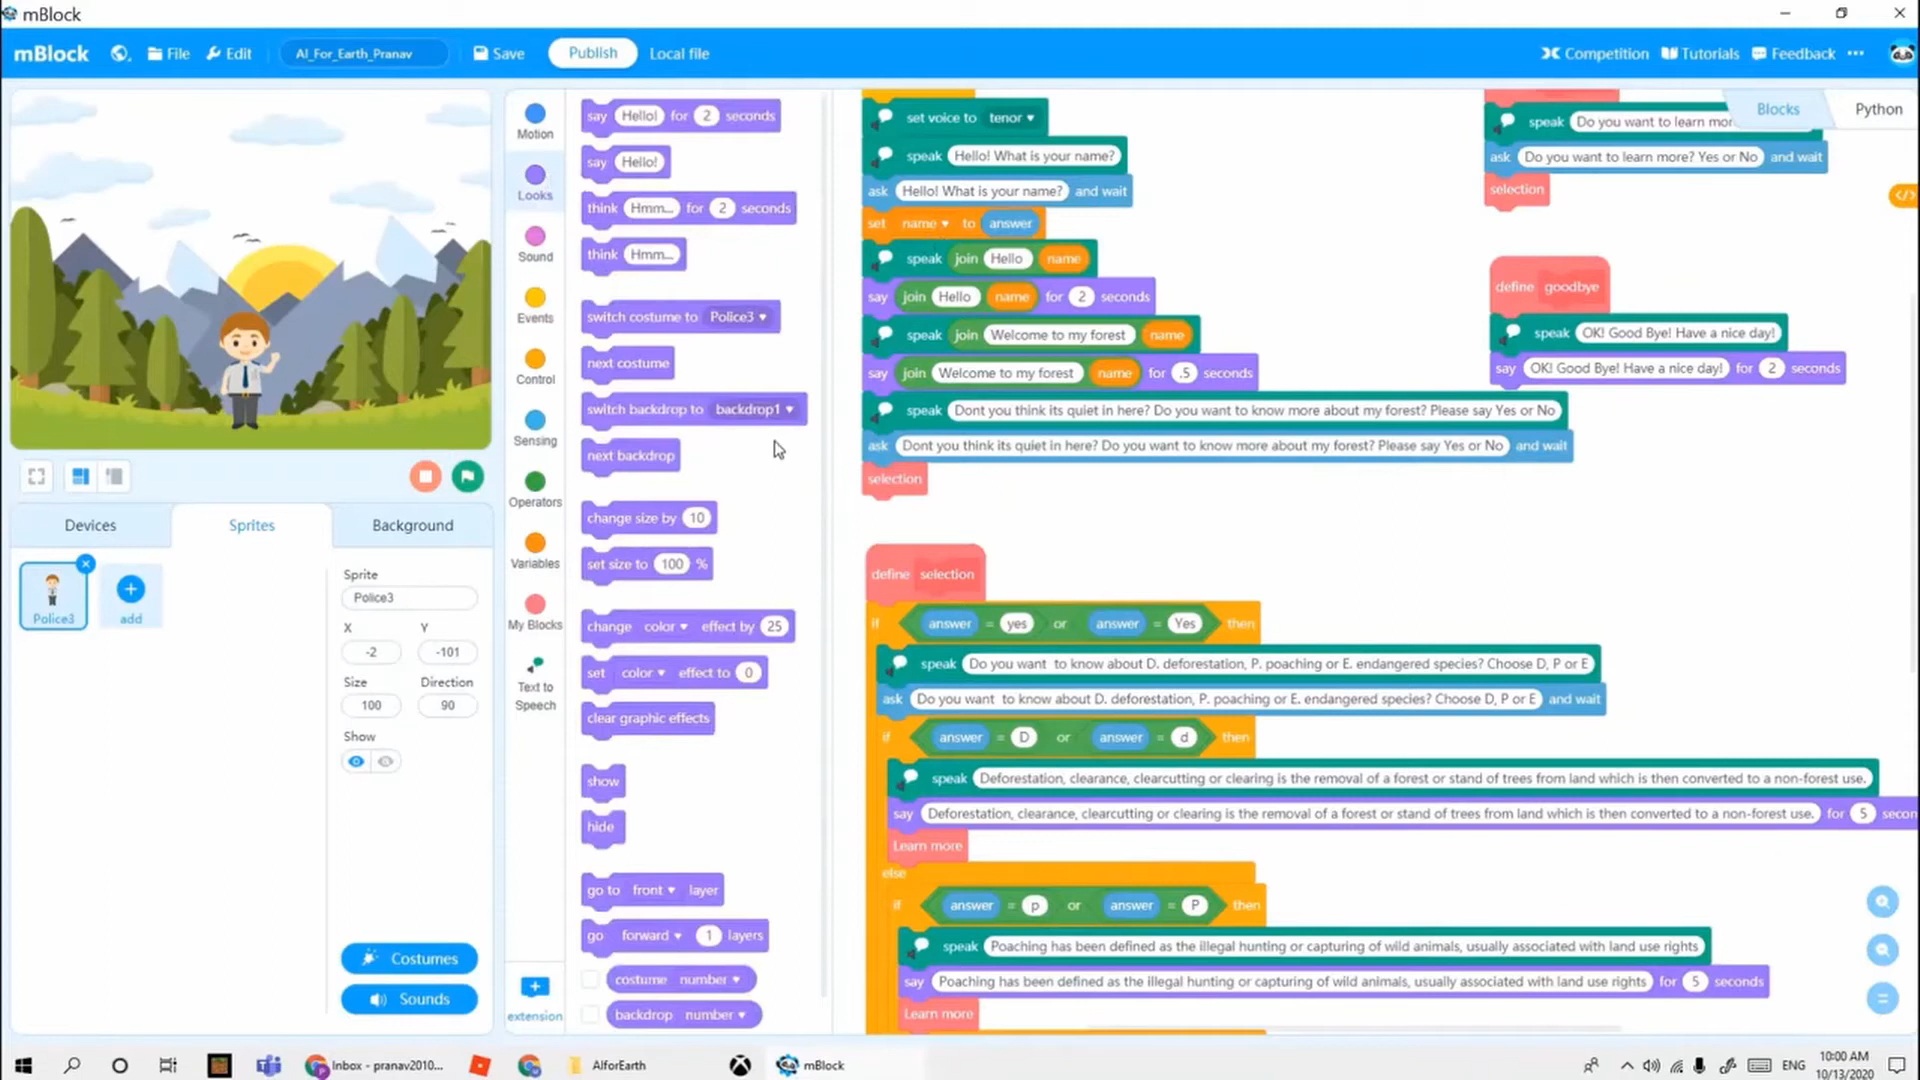 mBlock
mBlock File Edit AI_For_Earth_Pranav Save Publish Local file Competition Tutorials Feedback
Motion
Looks
Sound
Events
Control
Sensing
Operators
Variables
My Blocks
Text to
Speech
extension
say Hello! for 2 seconds
say Hello!
think Hmm... for 2 seconds
think Hmm...
switch costume to Police3
next costume
switch backdrop to backdrop1
next backdrop
change size by 10
set size to 100 %
change color effect by 25
set color effect to 0
clear graphic effects
show
hide
go to front layer
go forward 1 layers
costume number
backdrop number
set voice to tenor
speak Hello! What is your name?
ask Hello! What is your name? and wait
set name to answer
speak join Hello name
say join Hello name for 2 seconds
speak join Welcome to my forest name
say join Welcome to my forest name for .5 seconds
speak Dont you think its quiet in here? Do you want to know more about my forest? Please say Yes or No
ask Dont you think its quiet in here? Do you want to know more about my forest? Please say Yes or No and wait
selection
define selection
if answer = yes or answer = Yes then
speak Do you want to know about D. deforestation, P. poaching or E. endangered species? Choose D, P or E
ask Do you want to know about D. deforestation, P. poaching or E. endangered species? Choose D, P or E and wait
if answer = D or answer = d then
speak Deforestation, clearance, clearcutting or clearing is the removal of a forest or stand of trees from land which is then converted to a non-forest use.
say Deforestation, clearance, clearcutting or clearing is the removal of a forest or stand of trees from land which is then converted to a non-forest use. for 5 secon
Learn more
else
if answer = p or answer = P then
speak Poaching has been defined as the illegal hunting or capturing of wild animals, usually associated with land use rights
say Poaching has been defined as the illegal hunting or capturing of wild animals, usually associated with land use rights for 5 seconds
Learn more
Blocks Python
speak Do you want to learn mor
ask Do you want to learn more? Yes or No and wait
selection
define goodbye
speak OK! Good Bye! Have a nice day!
say OK! Good Bye! Have a nice day! for 2 seconds
Devices Sprites Background
Police3
add
Sprite
Police3
X Y
-2 -101
Size Direction
100 90
Show
Costumes
Sounds
Inbox - pranav2010... AIforEarth mBlock
ENG
10:00 AM
10/13/2020